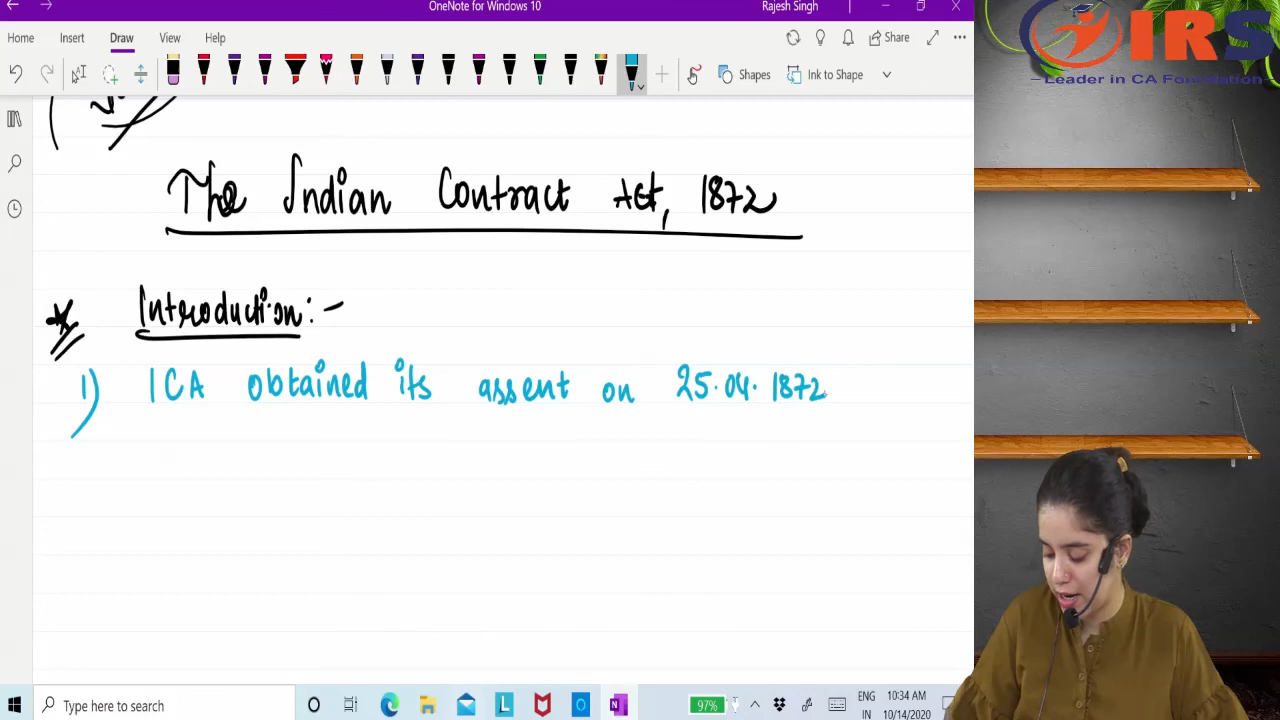 OneNote for Windows 10
Rajesh Singh
Home Insert Draw View Help
Share
Shapes
Ink to Shape
IRS
-Leader in CA Foundation-
The Indian Contract Act, 1872
Introduction:-
1) ICA obtained its assent on 25.04.1872
Type here to search
97%
ENG
IN
10:34 AM
10/14/2020